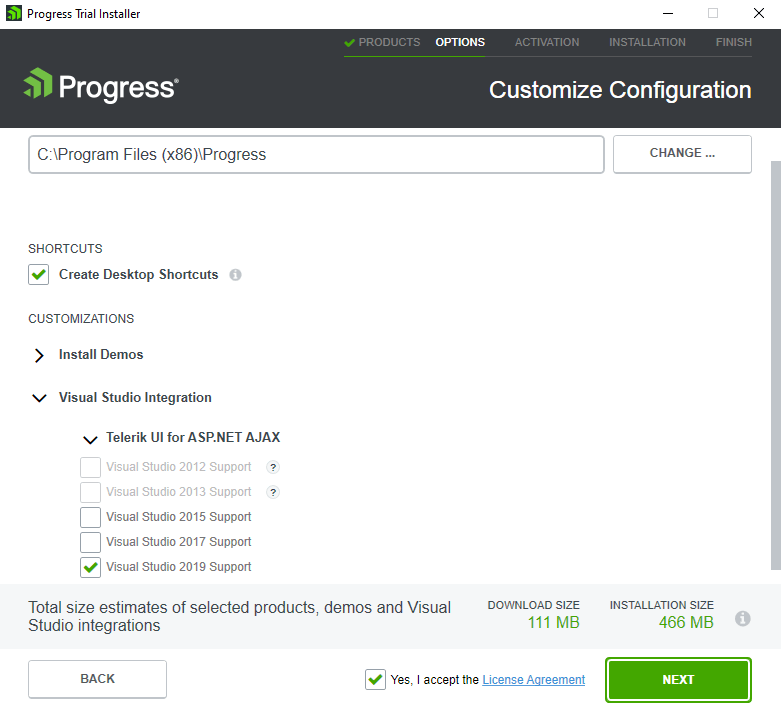 Progress Trial Installer
PRODUCTS OPTIONS ACTIVATION INSTALLATION FINISH
Progress®
Customize Configuration
C:\Program Files (x86)\Progress
CHANGE ...
SHORTCUTS
Create Desktop Shortcuts
CUSTOMIZATIONS
Install Demos
Visual Studio Integration
Telerik UI for ASP.NET AJAX
Visual Studio 2012 Support ?
Visual Studio 2013 Support ?
Visual Studio 2015 Support
Visual Studio 2017 Support
Visual Studio 2019 Support
Total size estimates of selected products, demos and Visual
Studio integrations
DOWNLOAD SIZE
111 MB
INSTALLATION SIZE
466 MB
BACK
Yes, I accept the License Agreement
NEXT